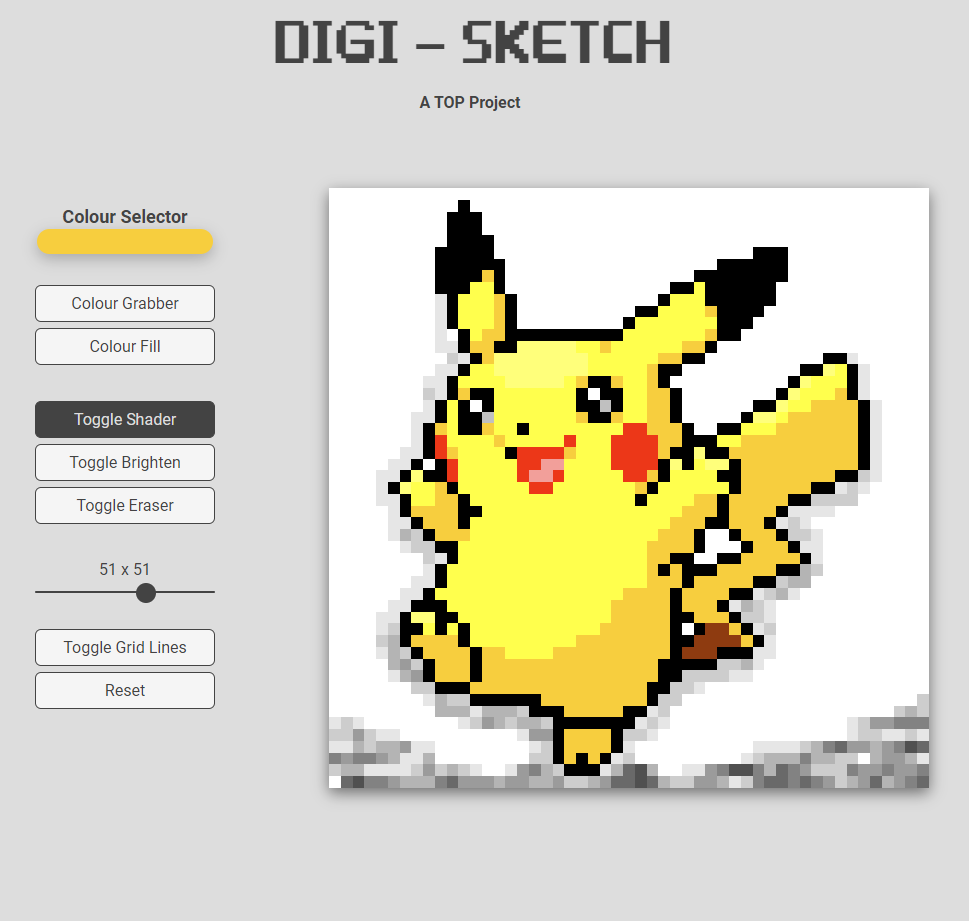 DIGI – SKETCH
A TOP Project
Colour Selector
Colour Grabber
Colour Fill
Toggle Shader
Toggle Brighten
Toggle Eraser
51 x 51
Toggle Grid Lines
Reset